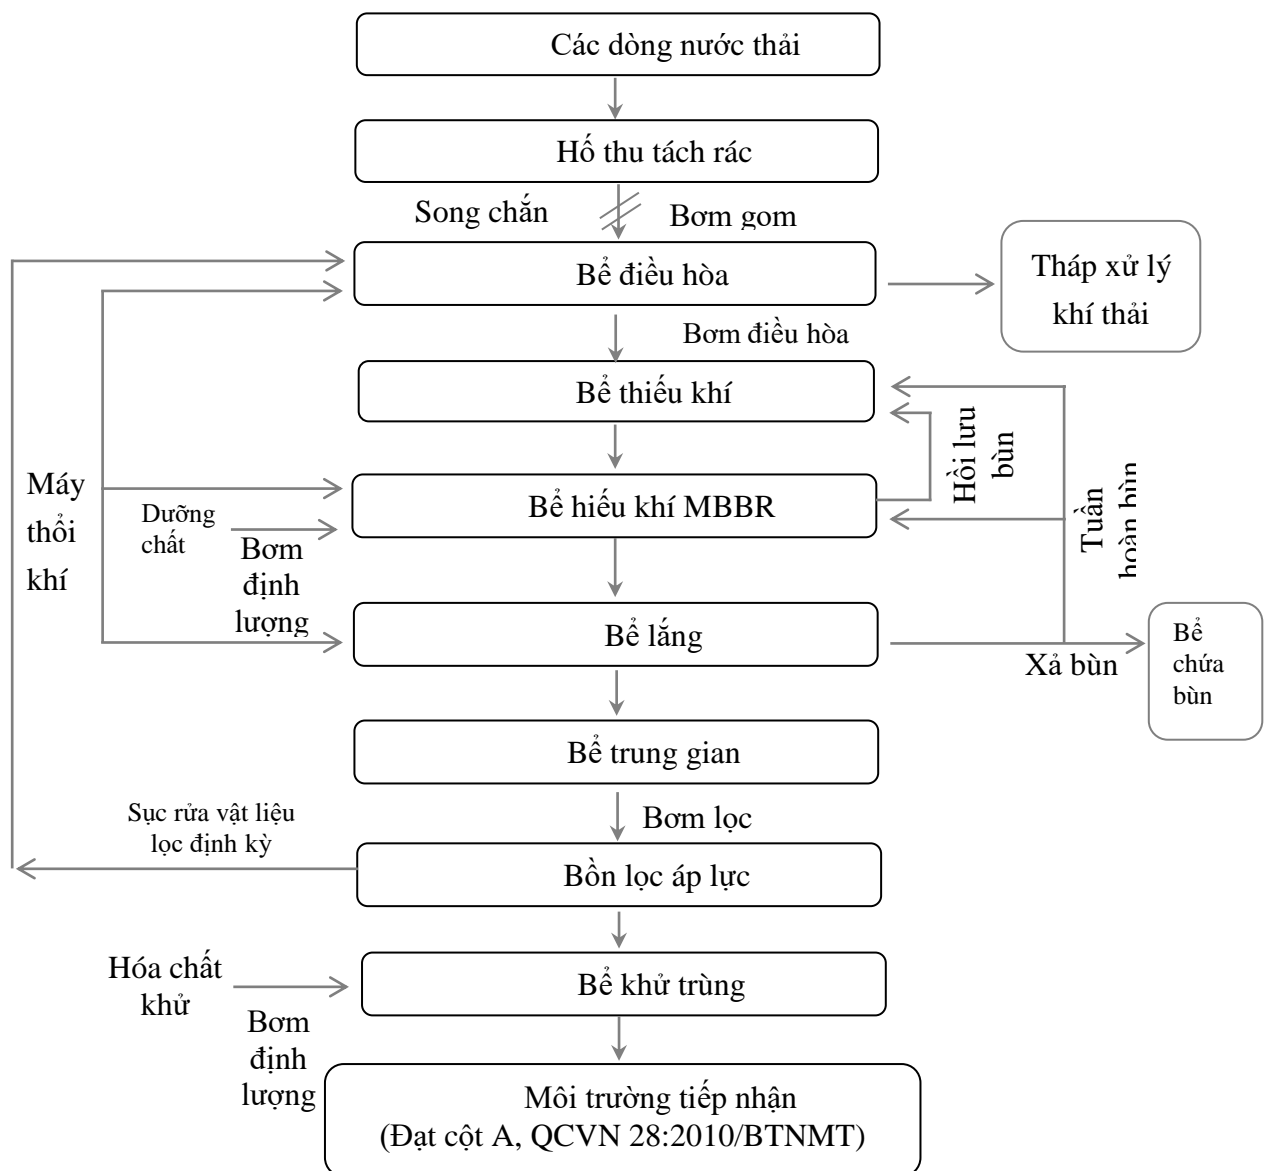 Các dòng nước thải
Hố thu tách rác
Song chắn
Bơm gom
Bể điều hòa
Tháp xử lý
khí thải
Bơm điều hòa
Bể thiếu khí
Hồi lưu
bùn
Máy
thổi
khí
Bể hiếu khí MBBR
Dưỡng
chất
Bơm
định
lượng
Tuần
hoàn bùn
Bể lắng
Xả bùn
Bể
chứa
bùn
Bể trung gian
Sục rửa vật liệu
lọc định kỳ
Bơm lọc
Bồn lọc áp lực
Hóa chất
khử
Bơm
định
lượng
Bể khử trùng
Môi trường tiếp nhận
(Đạt cột A, QCVN 28:2010/BTNMT)